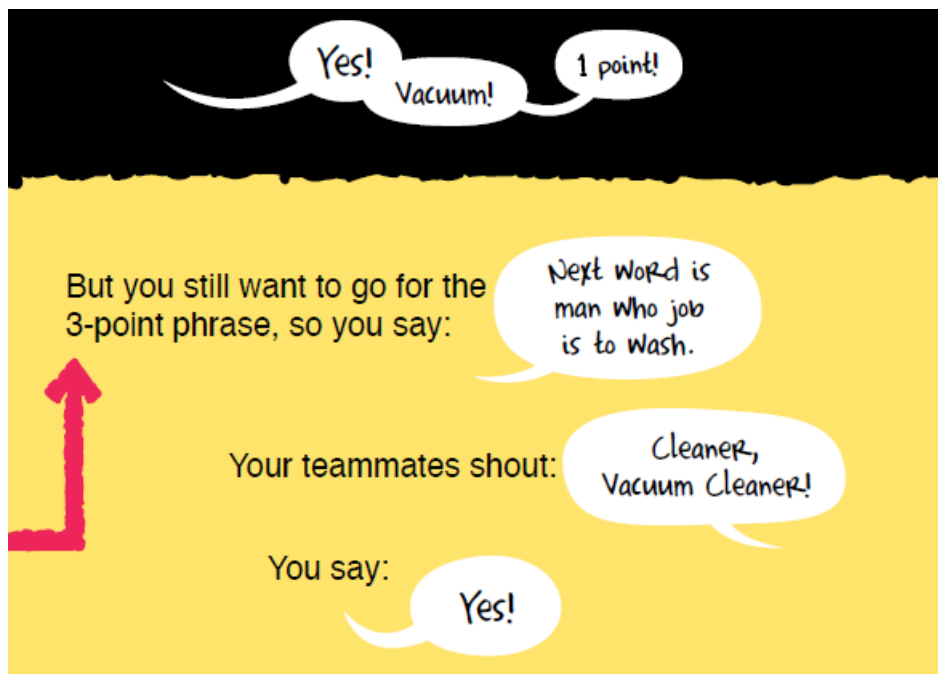 Yes!
Vacuum!
1 point!
But you still want to go for the
3-point phrase, so you say:
Next word is
man who job
is to wash.
Your teammates shout:
Cleaner,
Vacuum Cleaner!
You say:
Yes!